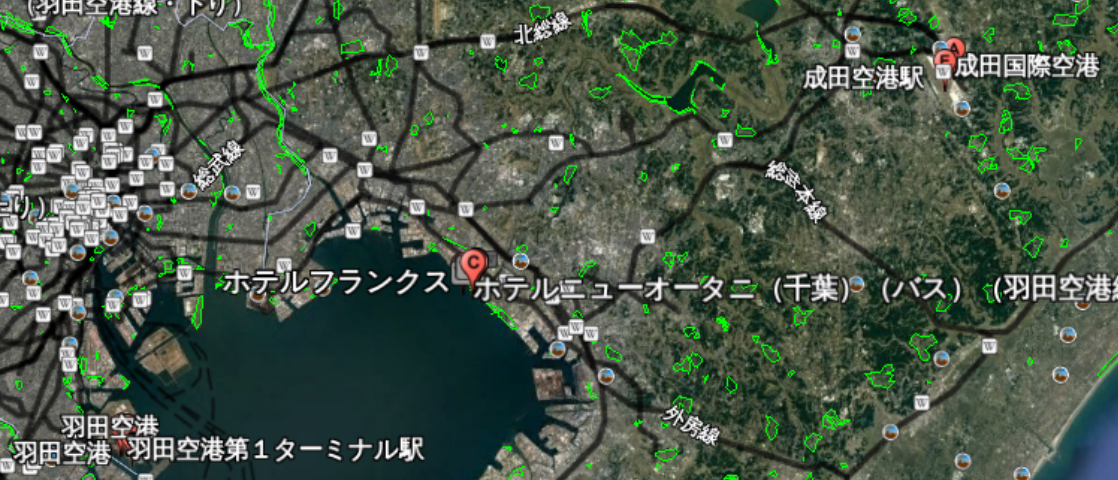 (羽田空港線・下り)
北総線
成田空港駅
成田国際空港
A
E
総武線
総武本線
り)
C
ホテルフランクス
ホテルニューオータニ (千葉) (バス) (羽田空港線
外房線
羽田空港
羽田空港
羽田空港第1ターミナル駅